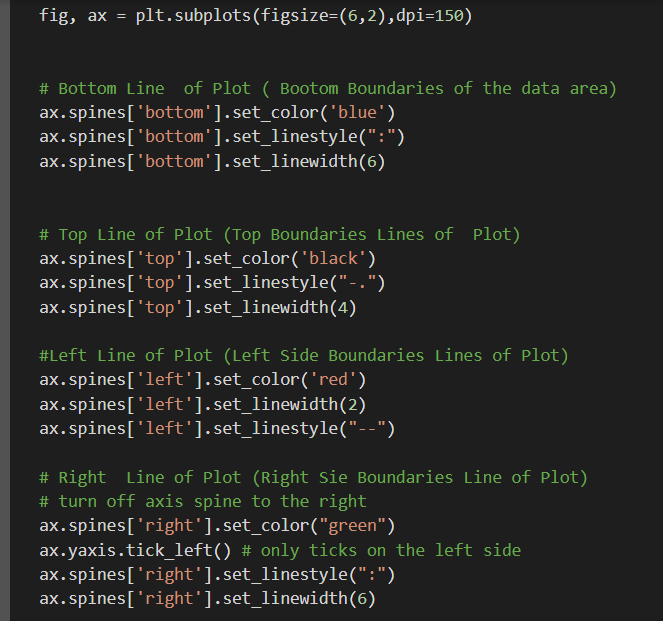 fig, ax = plt.subplots(figsize=(6,2),dpi=150)
# Bottom Line  of Plot ( Bootom Boundaries of the data area)
ax.spines['bottom'].set_color('blue')
ax.spines['bottom'].set_linestyle(":")
ax.spines['bottom'].set_linewidth(6)
# Top Line of Plot (Top Boundaries Lines of  Plot)
ax.spines['top'].set_color('black')
ax.spines['top'].set_linestyle("-.")
ax.spines['top'].set_linewidth(4)
#Left Line of Plot (Left Side Boundaries Lines of Plot)
ax.spines['left'].set_color('red')
ax.spines['left'].set_linewidth(2)
ax.spines['left'].set_linestyle("--")
# Right  Line of Plot (Right Sie Boundaries Line of Plot)
# turn off axis spine to the right
ax.spines['right'].set_color("green")
ax.yaxis.tick_left() # only ticks on the left side
ax.spines['right'].set_linestyle(":")
ax.spines['right'].set_linewidth(6)